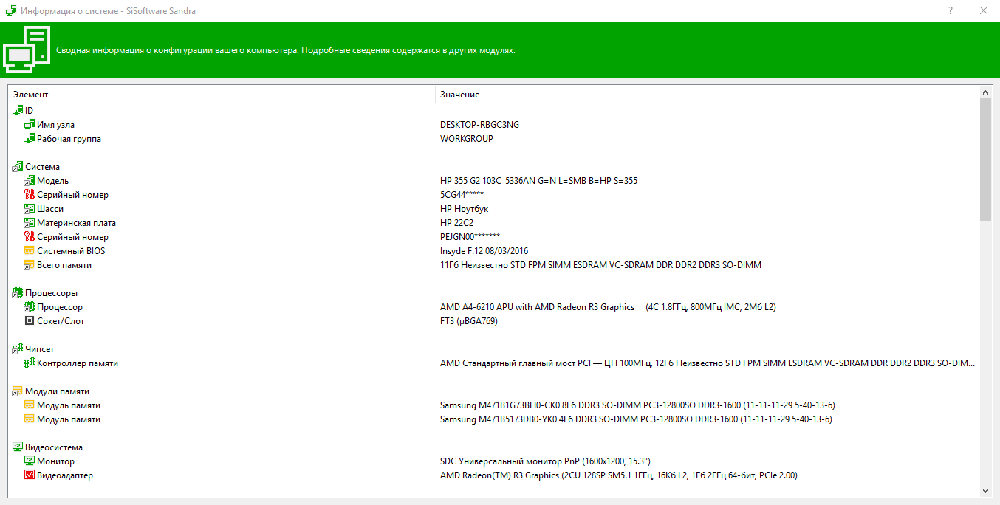 Информация о системе - SiSoftware Sandra
?
Сводная информация о конфигурации вашего компьютера. Подробные сведения содержатся в других модулях.
Элемент Значение
ID
Имя узла DESKTOP-RBGC3NG
Рабочая группа WORKGROUP
Система
Модель HP 355 G2 103C_5336AN G=N L=SMB B=HP S=355
Серийный номер 5CG44*****
Шасси HP Ноутбук
Материнская плата HP 22C2
Серийный номер PEJGN00*******
Системный BIOS Insyde F.12 08/03/2016
Всего памяти 11Гб Неизвестно STD FPM SIMM ESDRAM VC-SDRAM DDR DDR2 DDR3 SO-DIMM
Процессоры
Процессор AMD A4-6210 APU with AMD Radeon R3 Graphics (4C 1.8ГГц, 800МГц IMC, 2Мб L2)
Сокет/Слот FT3 (µBGA769)
Чипсет
Контроллер памяти AMD Стандартный главный мост PCI — ЦП 100МГц, 12Гб Неизвестно STD FPM SIMM ESDRAM VC-SDRAM DDR DDR2 DDR3 SO-DIM...
Модули памяти
Модуль памяти Samsung M471B1G73BH0-CK0 8Гб DDR3 SO-DIMM PC3-12800SO DDR3-1600 (11-11-11-29 5-40-13-6)
Модуль памяти Samsung M471B5173DB0-YK0 4Гб DDR3 SO-DIMM PC3-12800SO DDR3-1600 (11-11-11-29 5-40-13-6)
Видеосистема
Монитор SDC Универсальный монитор PnP (1600x1200, 15.3")
Видеоадаптер AMD Radeon(TM) R3 Graphics (2CU 128SP SM5.1 1ГГц, 16Кб L2, 1Гб 2ГГц 64-бит, PCIe 2.00)